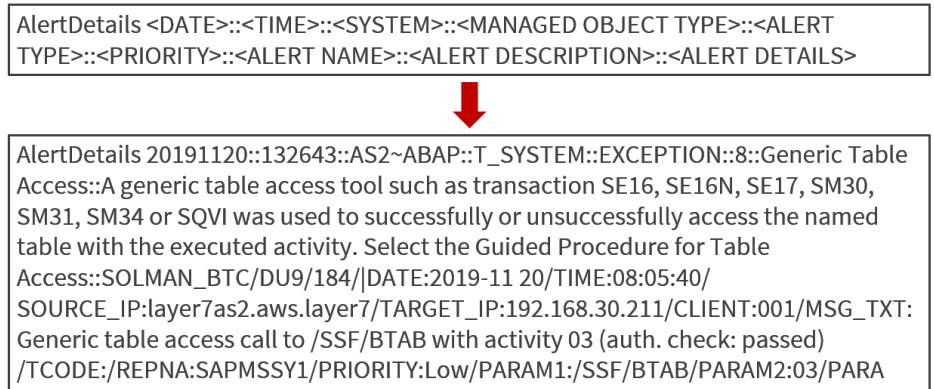 AlertDetails <DATE>::<TIME>::<SYSTEM>::<MANAGED OBJECT TYPE>::<ALERT
TYPE>::<PRIORITY>::<ALERT NAME>::<ALERT DESCRIPTION>::<ALERT DETAILS>
AlertDetails 20191120::132643::AS2~ABAP::T_SYSTEM::EXCEPTION::8::Generic Table
Access::A generic table access tool such as transaction SE16, SE16N, SE17, SM30,
SM31, SM34 or SQVI was used to successfully or unsuccessfully access the named
table with the executed activity. Select the Guided Procedure for Table
Access::SOLMAN_BTC/DU9/184/|DATE:2019-11 20/TIME:08:05:40/
SOURCE_IP:layer7as2.aws.layer7/TARGET_IP:192.168.30.211/CLIENT:001/MSG_TXT:
Generic table access call to /SSF/BTAB with activity 03 (auth. check: passed)
/TCODE:/REPNA:SAPMSSY1/PRIORITY:Low/PARAM1:/SSF/BTAB/PARAM2:03/PARA